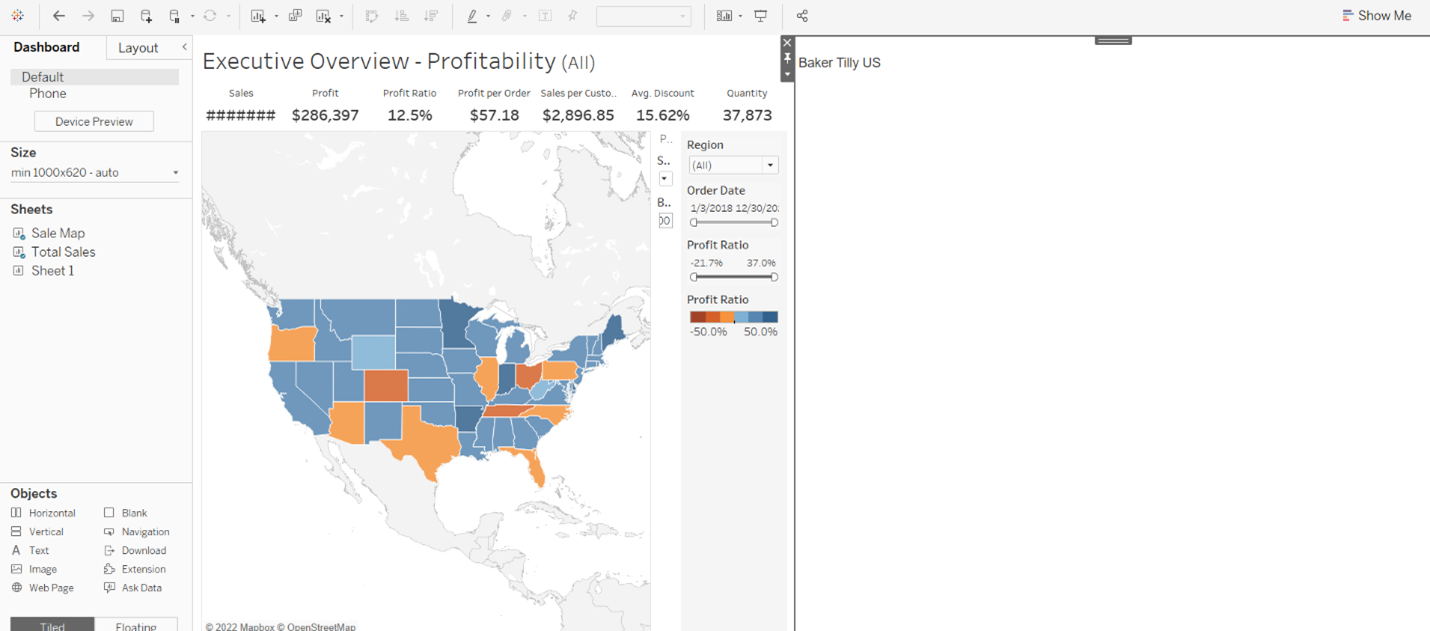 Show Me
Dashboard
Layout
Default
Phone
Device Preview
Size
min 1000x620 - auto
Sheets
Sale Map
Total Sales
Sheet 1
Objects
Horizontal
Blank
Vertical
Navigation
Text
Download
Image
Extension
Web Page
Ask Data
Tiled
Floating
Executive Overview - Profitability (All)
Sales Profit Profit Ratio Profit per Order Sales per Custo.. Avg. Discount Quantity
####### $286,397 12.5% $57.18 $2,896.85 15.62% 37,873
© 2022 Mapbox © OpenStreetMap
P..
S..
B..
00
Region
(All)
Order Date
1/3/2018 12/30/20
Profit Ratio
-21.7% 37.0%
Profit Ratio
-50.0% 50.0%
Baker Tilly US